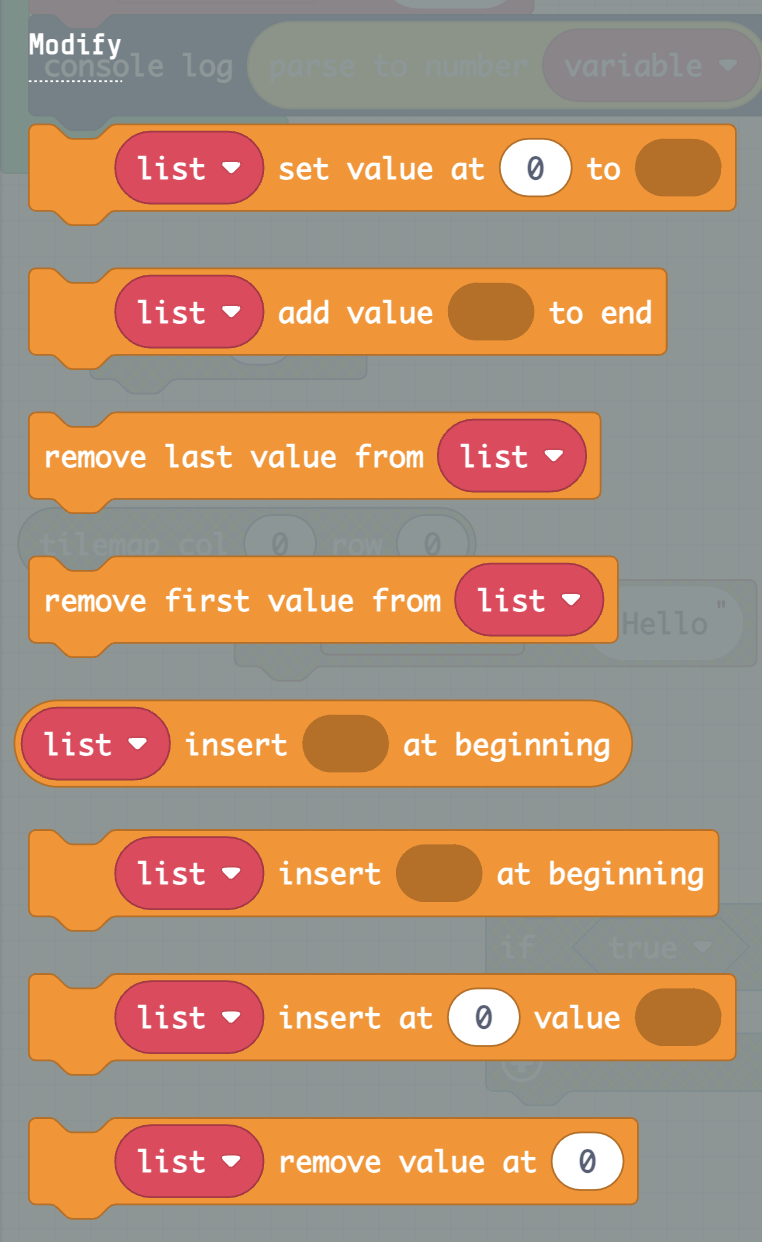 Modify
console log parse to number variable
list set value at 0 to
list add value to end
remove last value from list
tilemap col 0 row 0
remove first value from list
Hello"
list insert at beginning
list insert at beginning
if true
list insert at 0 value
list remove value at 0